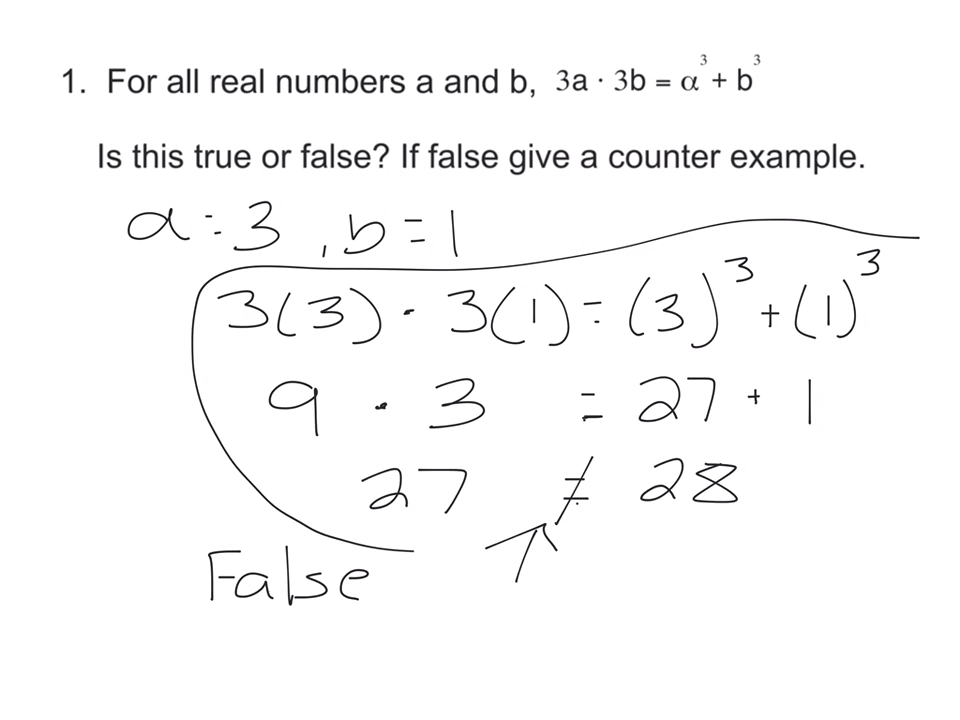 1. For all real numbers a and b, 3a · 3b = α³ + b³
Is this true or false? If false give a counter example.
a = 3, b = 1
3(3) · 3(1) = (3)³ + (1)³
9 · 3 = 27 + 1
27 ≠ 28
False